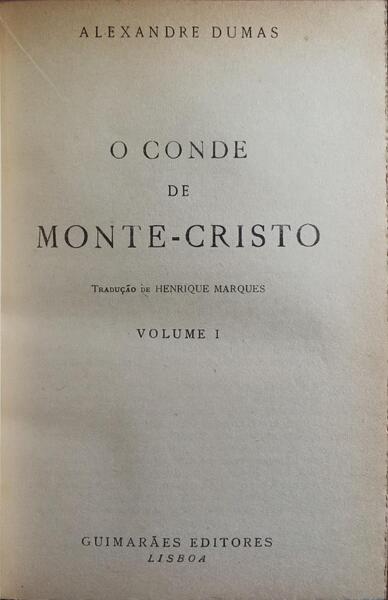 ALEXANDRE DUMAS
O CONDE
DE
MONTE-CRISTO
TRADUÇÃO DE HENRIQUE MARQUES
VOLUME I
GUIMARÃES EDITORES
LISBOA